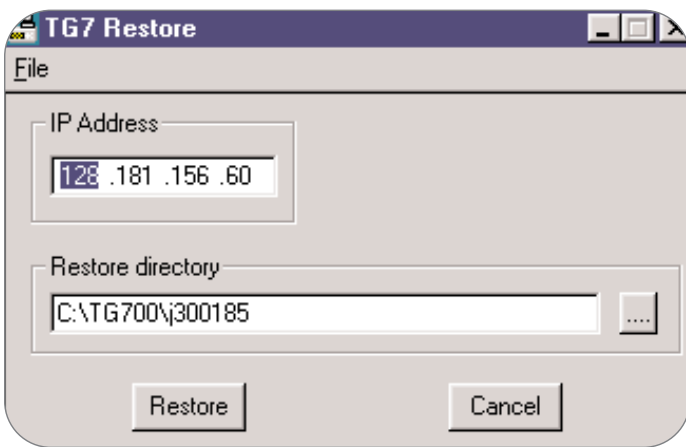 TG7 Restore
File
IP Address
128 .181 .156 .60
Restore directory
C:\TG700\j300185
....
Restore Cancel